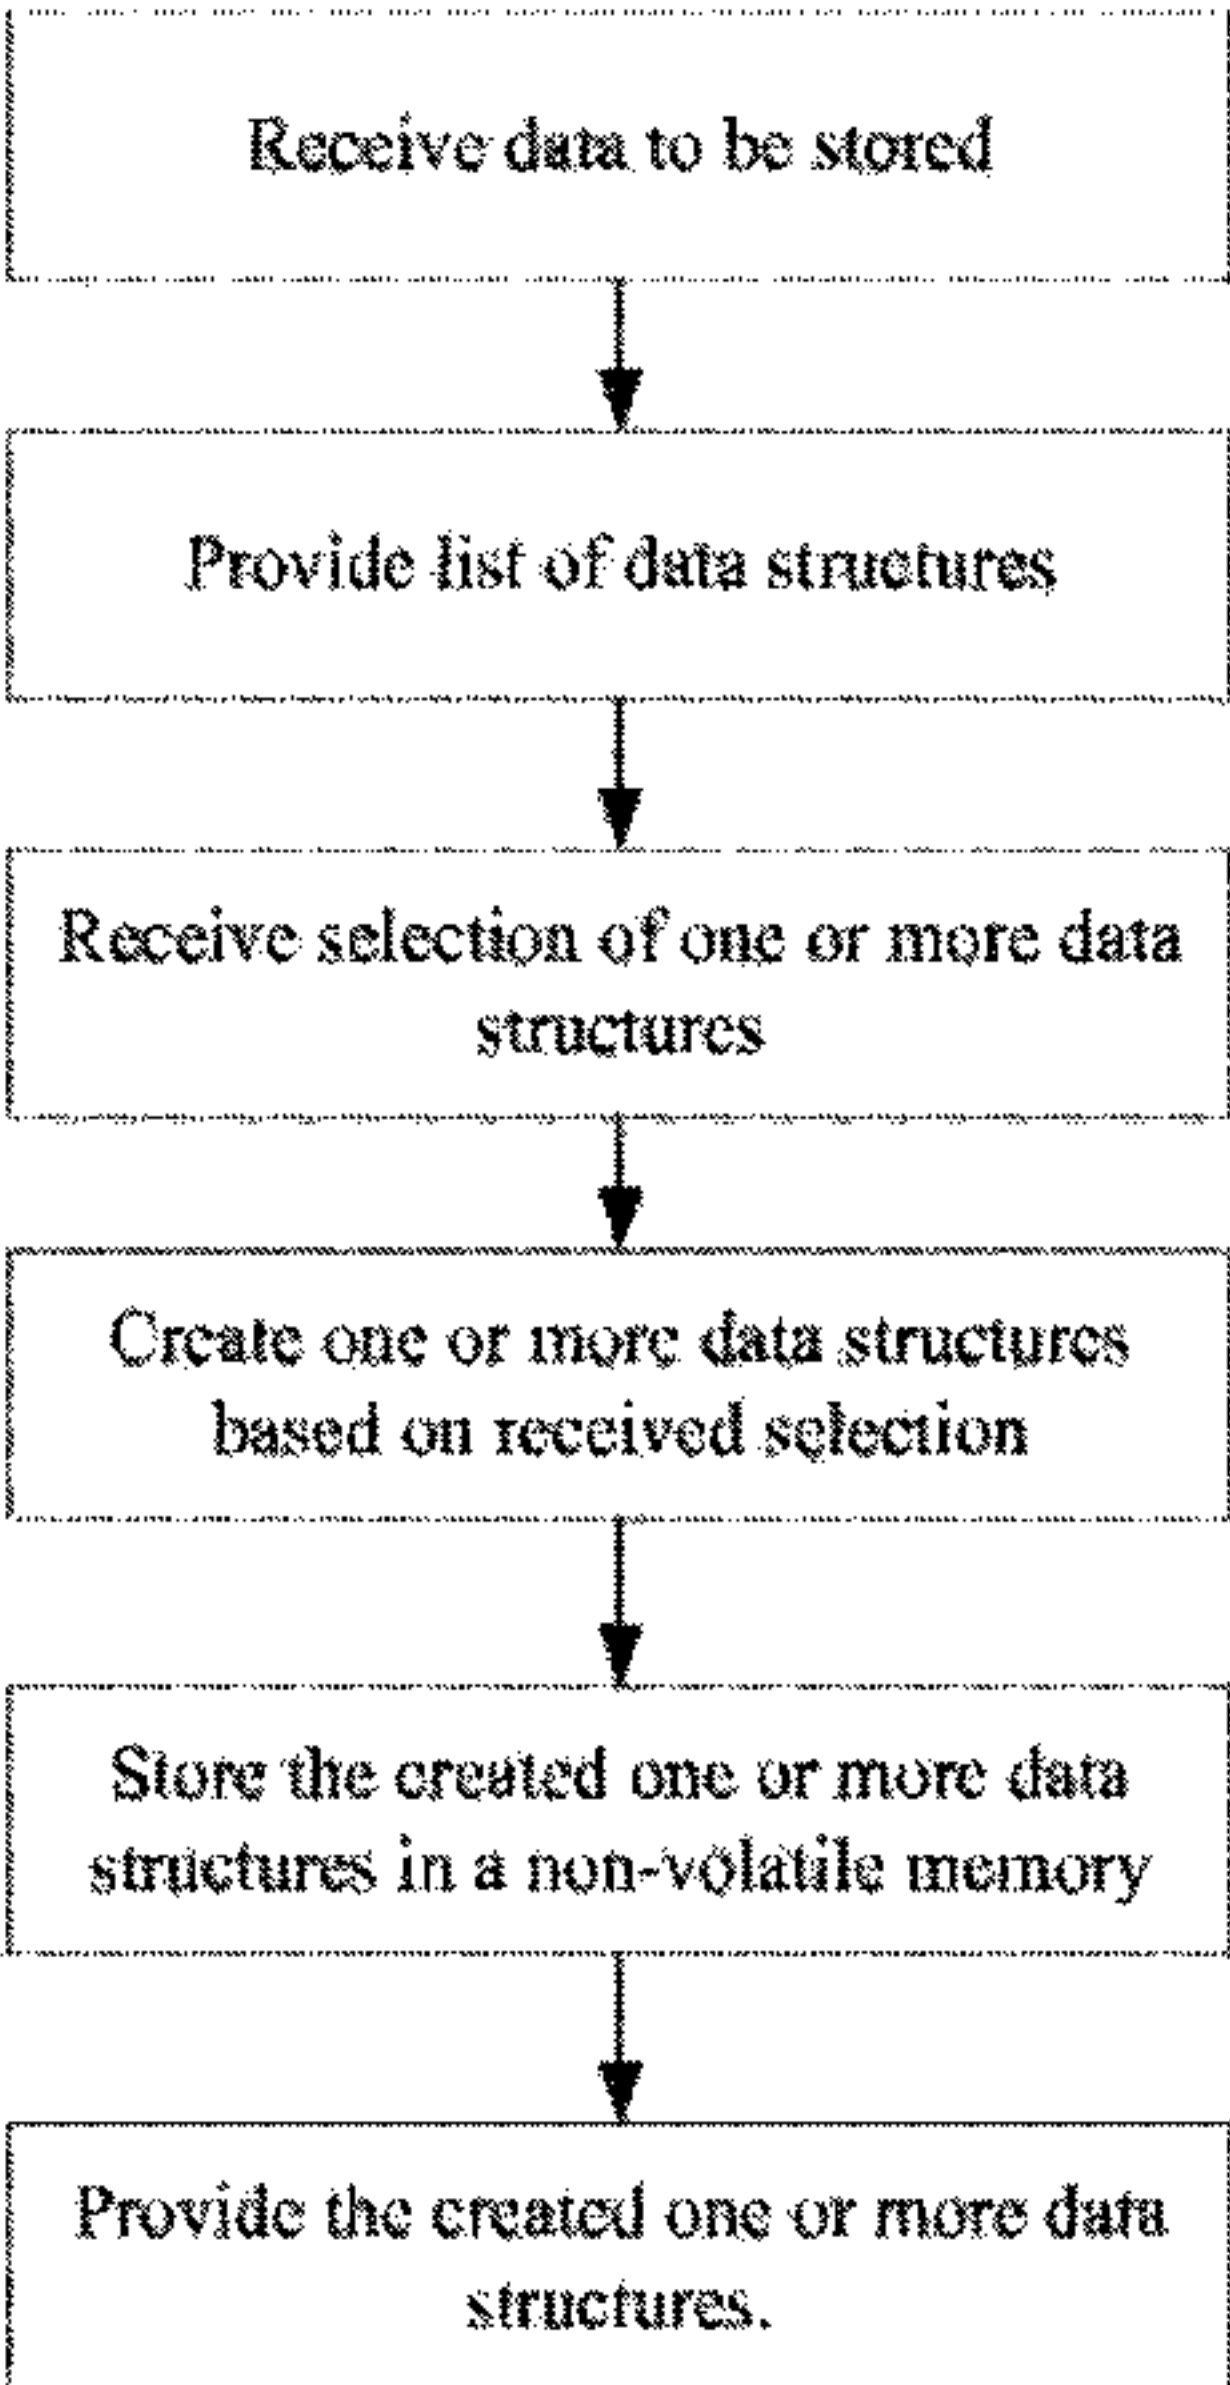 Receive data to be stored
Provide list of data structures
Receive selection of one or more data
structures
Create one or more data structures
based on received selection
Store the created one or more data
structures in a non-volatile memory
Provide the created one or more data
structures.